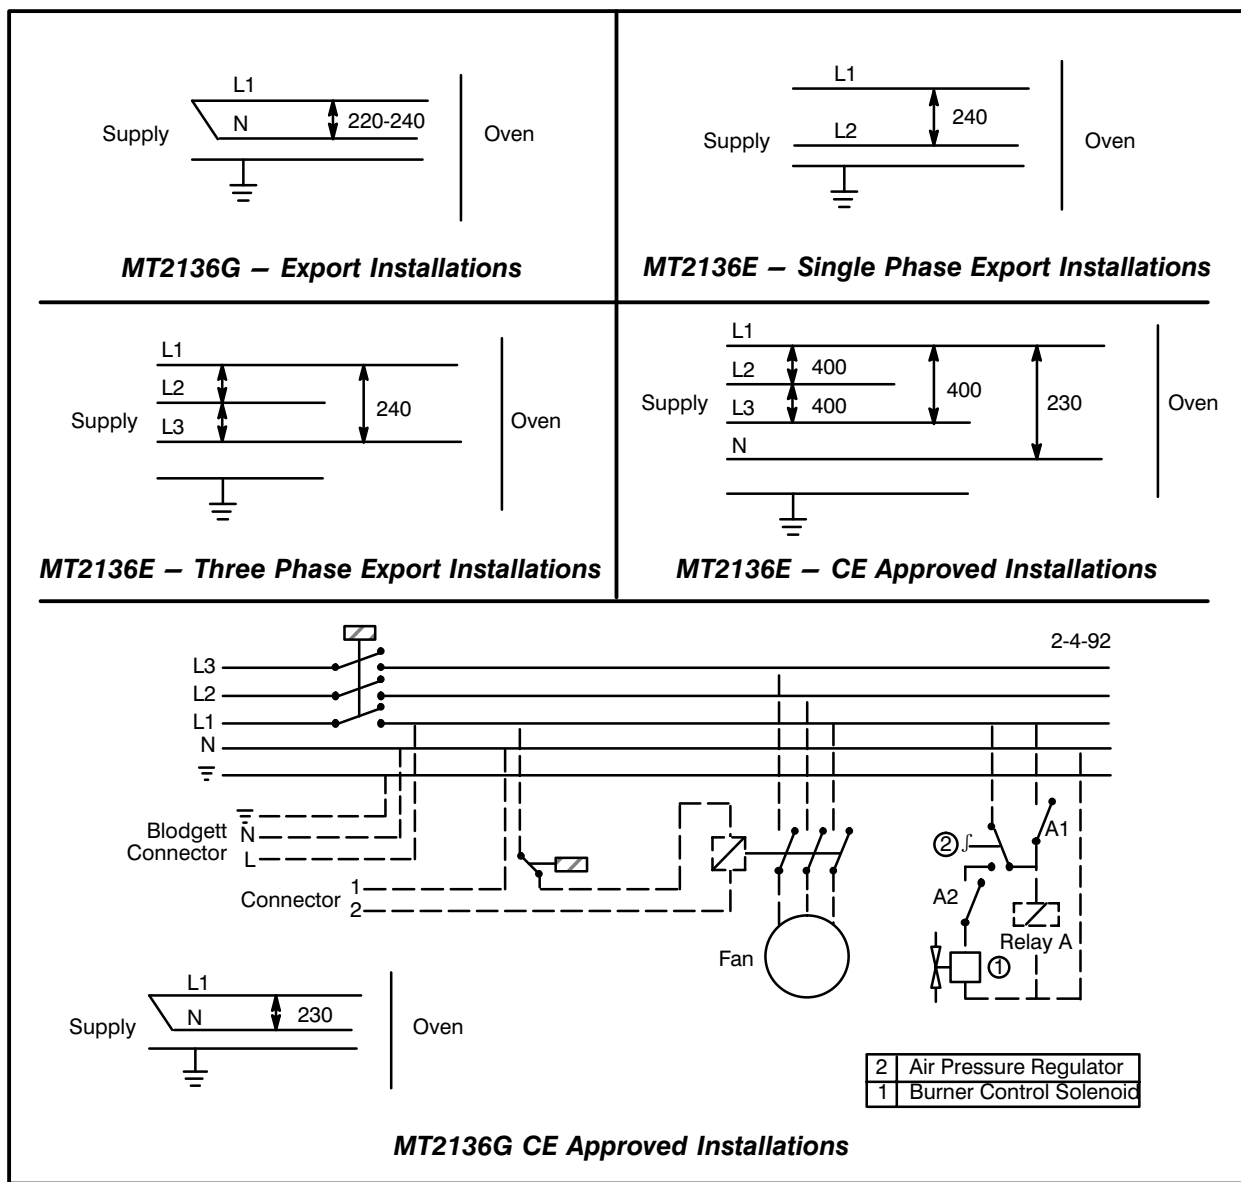 L1
N
220-240
Supply
Oven
MT2136G – Export Installations
L1
L2
240
Supply
Oven
MT2136E – Single Phase Export Installations
L1
L2
L3
240
Supply
Oven
MT2136E – Three Phase Export Installations
L1
L2
400
L3
400
400
230
N
Supply
Oven
MT2136E – CE Approved Installations
2-4-92
L3
L2
L1
N
Blodgett
Connector
N
L
Connector
1
2
Fan
2
A1
A2
Relay A
1
L1
N
230
Supply
Oven
2 Air Pressure Regulator
1 Burner Control Solenoid
MT2136G CE Approved Installations